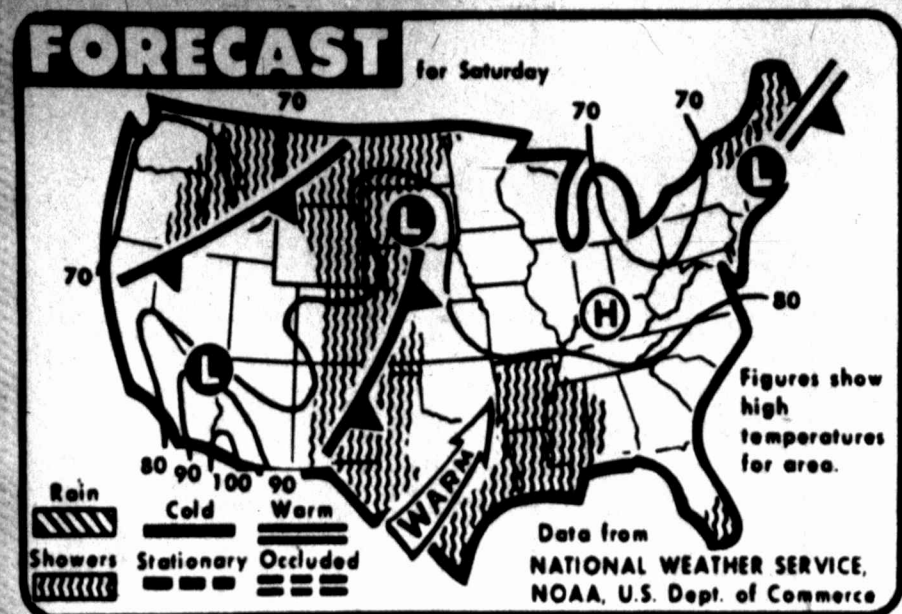 FORECAST
for Saturday
70
70
70
L
L
70
H
80
L
Figures show
high
temperatures
for area.
80 90 100 90
WARM
Rain
Cold
Warm
Showers
Stationary
Occluded
Data from
NATIONAL WEATHER SERVICE,
NOAA, U.S. Dept. of Commerce